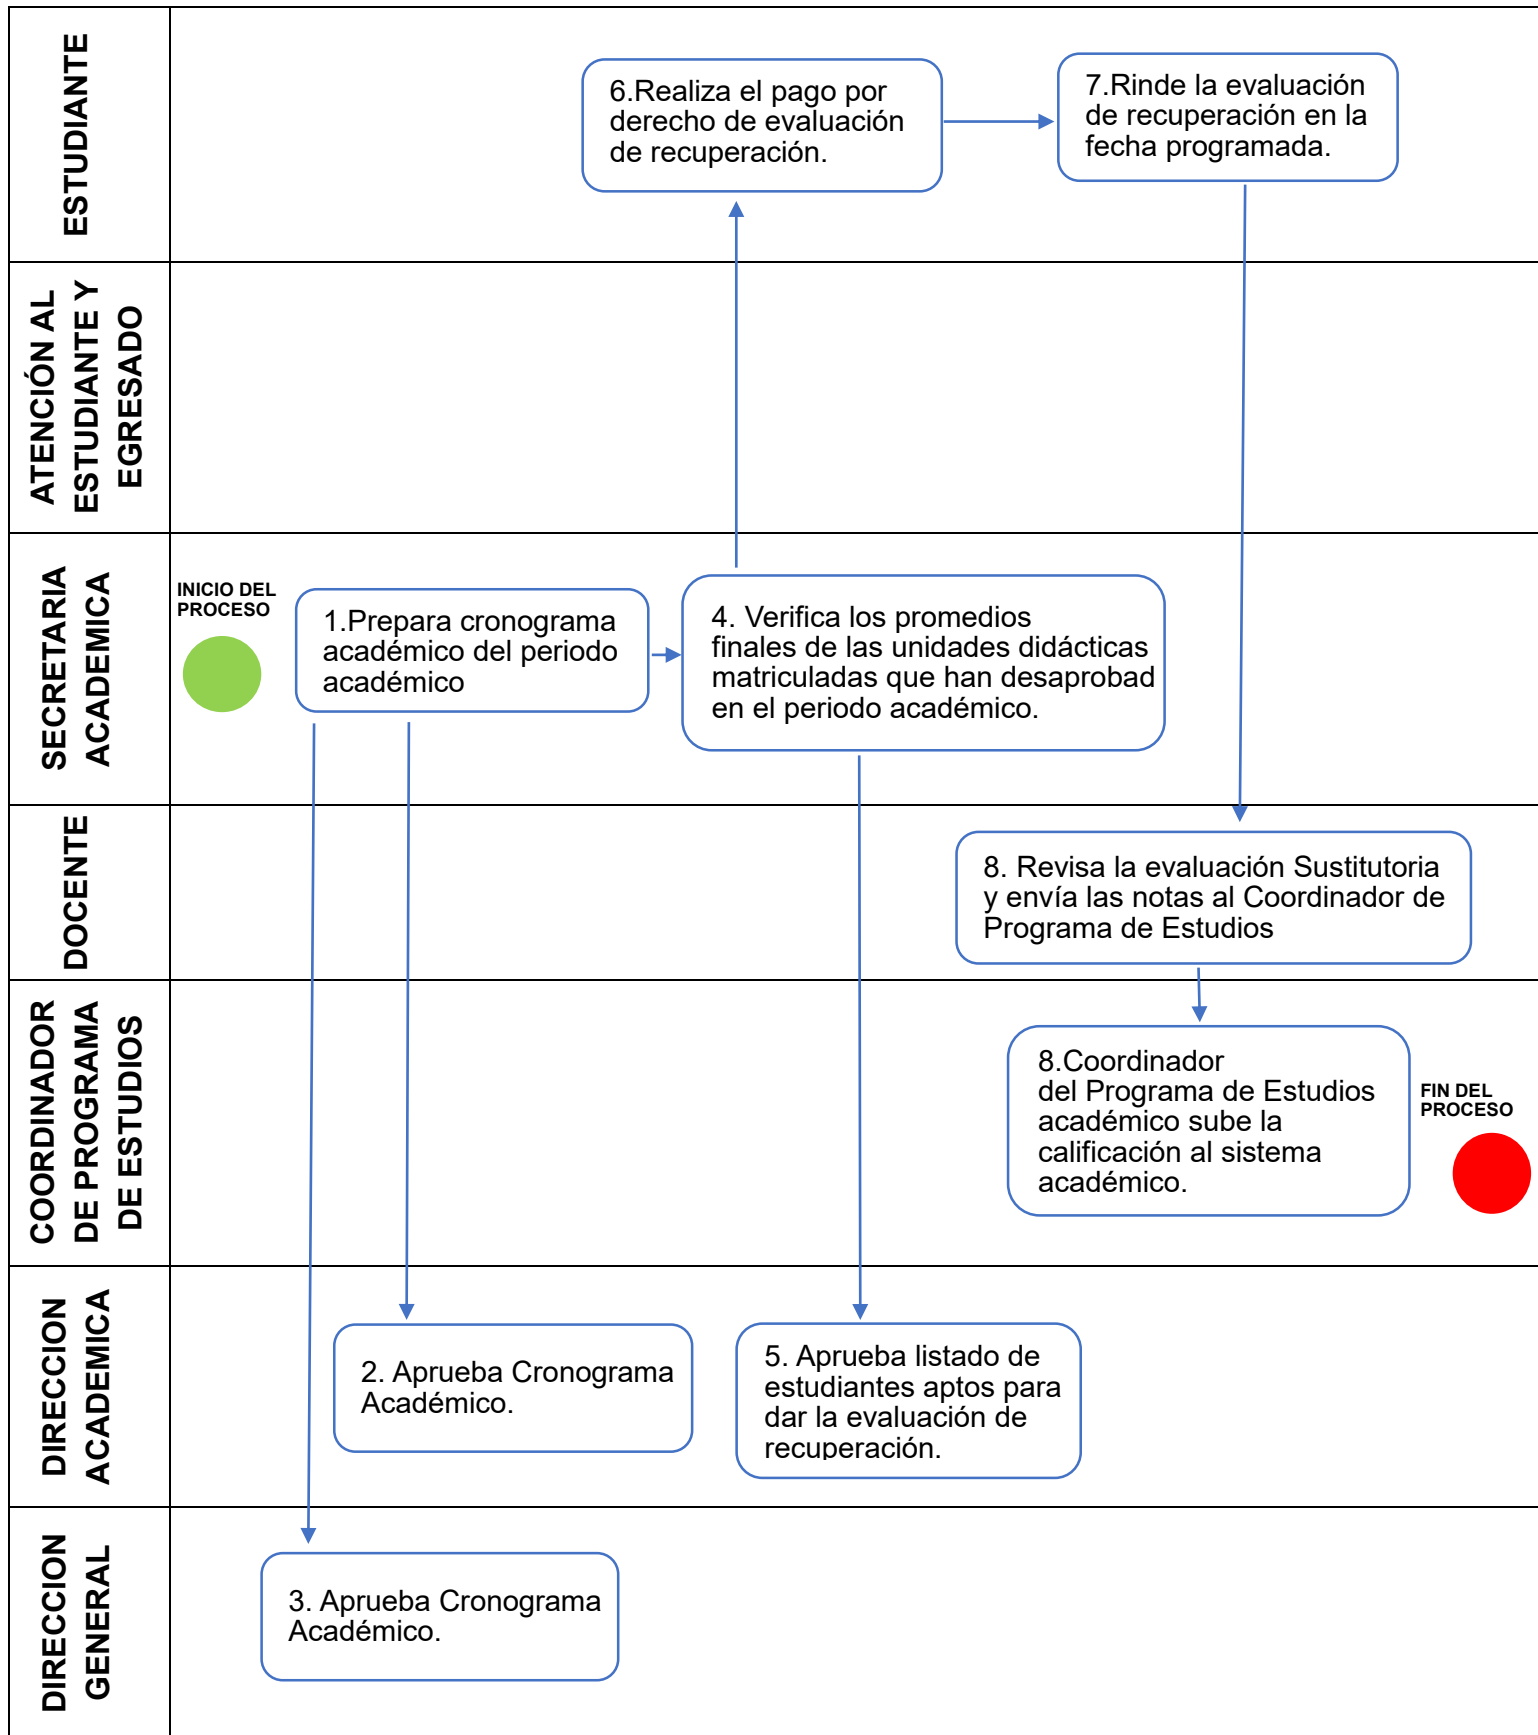 ESTUDIANTE
6.Realiza el pago por
derecho de evaluación
de recuperación.
7.Rinde la evaluación
de recuperación en la
fecha programada.
ATENCIÓN AL
ESTUDIANTE Y
EGRESADO
SECRETARIA
ACADEMICA
INICIO DEL
PROCESO
1.Prepara cronograma
académico del periodo
académico
4. Verifica los promedios
finales de las unidades didácticas
matriculadas que han desaprobad
en el periodo académico.
DOCENTE
8. Revisa la evaluación Sustitutoria
y envía las notas al Coordinador de
Programa de Estudios
COORDINADOR
DE PROGRAMA
DE ESTUDIOS
8.Coordinador
del Programa de Estudios
académico sube la
calificación al sistema
académico.
FIN DEL
PROCESO
DIRECCION
ACADEMICA
2. Aprueba Cronograma
Académico.
5. Aprueba listado de
estudiantes aptos para
dar la evaluación de
recuperación.
DIRECCION
GENERAL
3. Aprueba Cronograma
Académico.